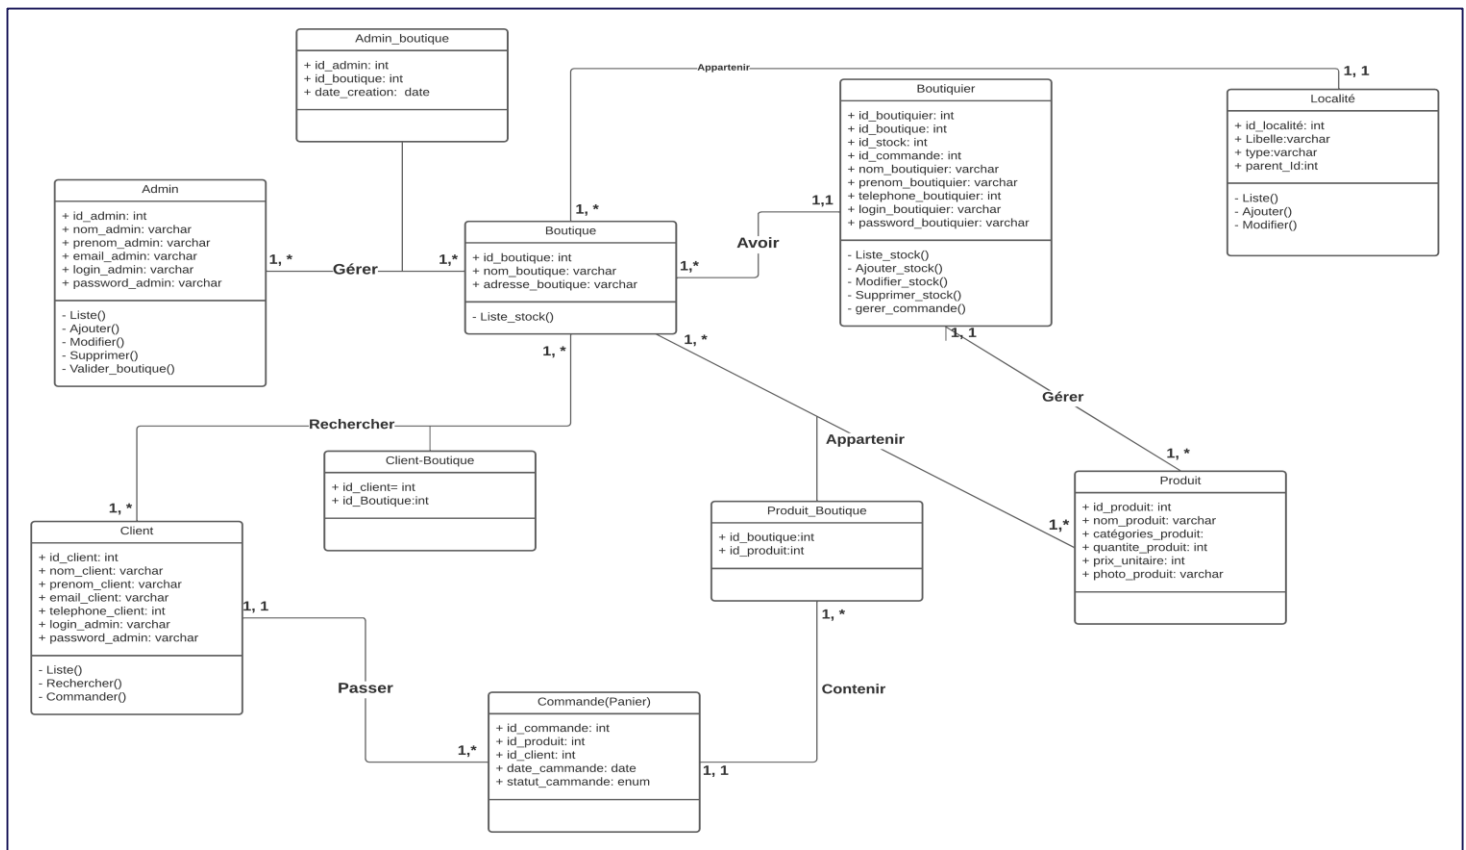 Admin_boutique
+ id_admin: int
+ id_boutique: int
+ date_creation:  date
Appartenir
1, 1
Boutiquier
+ id_boutiquier: int
+ id_boutique: int
+ id_stock: int
+ id_commande: int
+ nom_boutiquier: varchar
+ prenom_boutiquier: varchar
+ telephone_boutiquier: int
+ login_boutiquier: varchar
+ password_boutiquier: varchar
- Liste_stock()
- Ajouter_stock()
- Modifier_stock()
- Supprimer_stock()
- gerer_commande()
Localité
+ id_localité: int
+ Libelle:varchar
+ type:varchar
+ parent_Id:int
- Liste()
- Ajouter()
- Modifier()
Admin
+ id_admin: int
+ nom_admin: varchar
+ prenom_admin: varchar
+ email_admin: varchar
+ login_admin: varchar
+ password_admin: varchar
- Liste()
- Ajouter()
- Modifier()
- Supprimer()
- Valider_boutique()
1, *
Gérer
1,*
1, *
Boutique
+ id_boutique: int
+ nom_boutique: varchar
+ adresse_boutique: varchar
- Liste_stock()
1,*
Avoir
1,1
1, *
1, *
1, 1
Gérer
1, *
Rechercher
Client-Boutique
+ id_client= int
+ id_Boutique:int
Appartenir
1,*
Produit
+ id_produit: int
+ nom_produit: varchar
+ catégories_produit:
+ quantite_produit: int
+ prix_unitaire: int
+ photo_produit: varchar
1, *
Client
+ id_client: int
+ nom_client: varchar
+ prenom_client: varchar
+ email_client: varchar
+ telephone_client: int
+ login_admin: varchar
+ password_admin: varchar
- Liste()
- Rechercher()
- Commander()
Produit_Boutique
+ id_boutique:int
+ id_produit:int
1, 1
Passer
1,*
1, *
Contenir
1, 1
Commande(Panier)
+ id_commande: int
+ id_produit: int
+ id_client: int
+ date_cammande: date
+ statut_cammande: enum